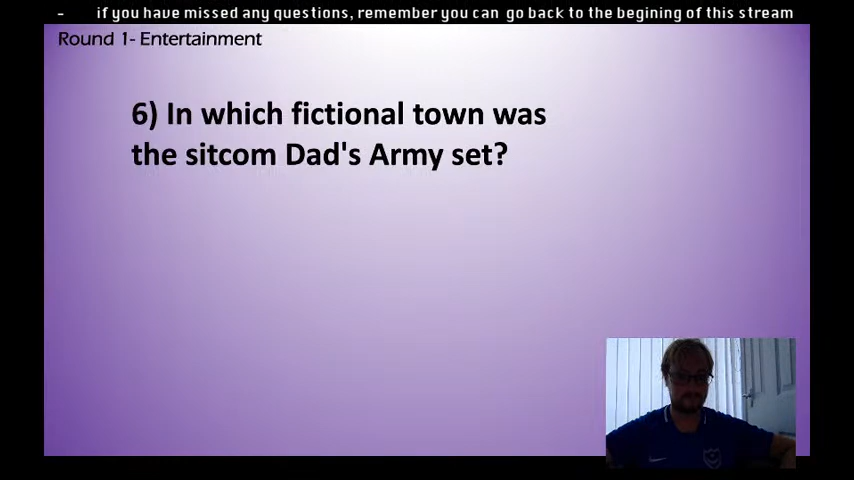 - if you have missed any questions, remember you can go back to the begining of this stream
Round 1- Entertainment
6) In which fictional town was
the sitcom Dad's Army set?